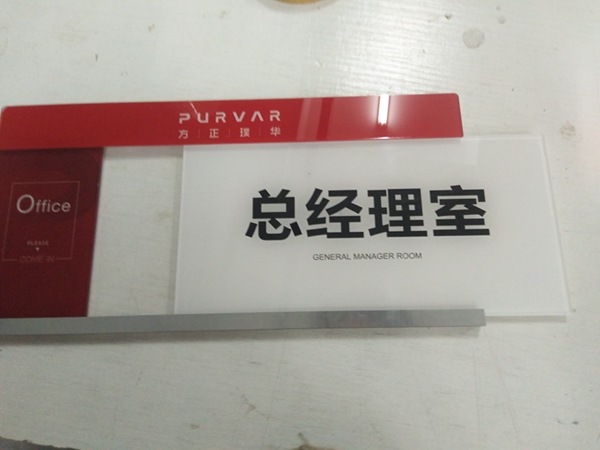 PURVAR
方正璞华
Office
PLEASE
COME IN
总经理室
GENERAL MANAGER ROOM